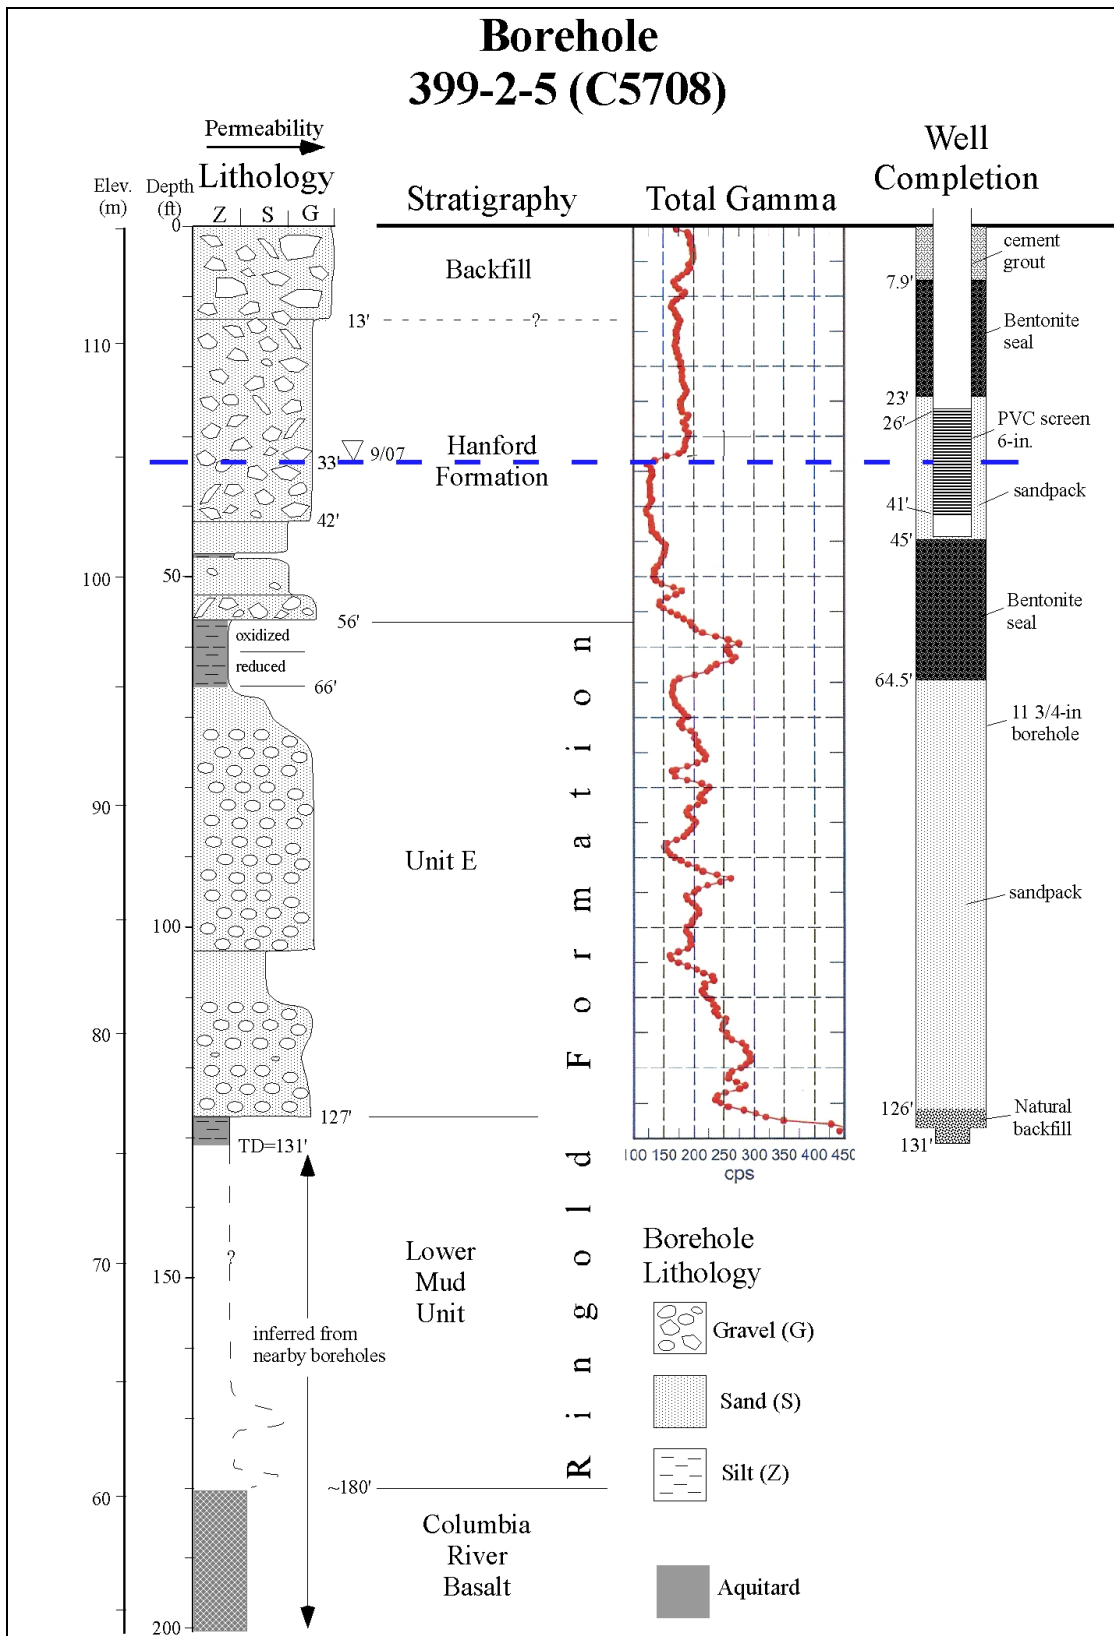 Borehole
399-2-5 (C5708)
Permeability
Well
Completion
Elev.
(m)
Depth
(ft)
Lithology
Z S G
Stratigraphy
Total Gamma
0
cement
grout
Backfill
7.9'
13'
?
Bentonite
seal
110
23'
26'
PVC screen
6-in.
9/07
33'
Hanford
Formation
sandpack
41'
42'
45'
100
50
Bentonite
seal
56'
oxidized
reduced
66'
64.5'
11 3/4-in
borehole
90
Unit E
sandpack
100
80
Ringold Formation
126'
127'
Natural
backfill
TD=131'
131'
100 150 200 250 300 350 400 450
cps
?
70
150
Lower
Mud
Unit
inferred from
nearby boreholes
Borehole
Lithology
Gravel (G)
Sand (S)
Silt (Z)
~180'
60
Columbia
River
Basalt
Aquitard
200